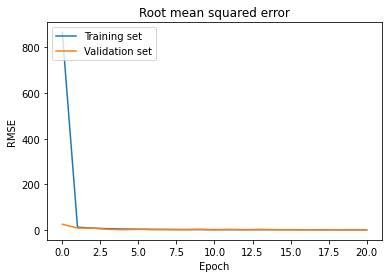 Root mean squared error
Training set
Validation set
800
600
400
200
0
RMSE
0.0 2.5 5.0 7.5 10.0 12.5 15.0 17.5 20.0
Epoch